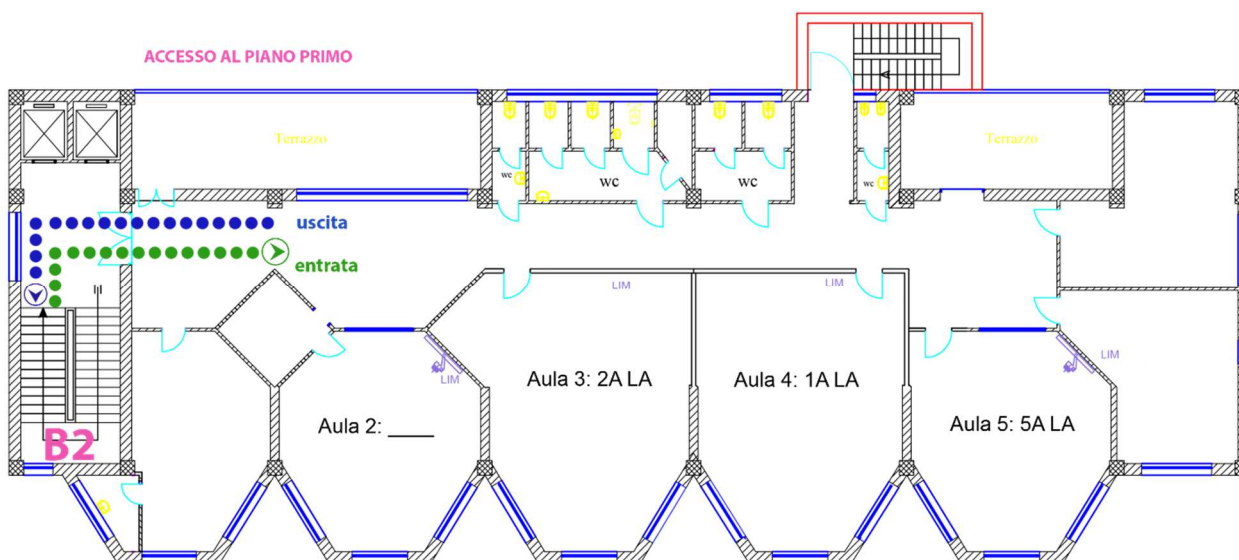 ACCESSO AL PIANO PRIMO
Terrazzo
Terrazzo
wc
wc
wc
wc
uscita
entrata
LIM
LIM
LIM
LIM
Aula 3: 2A LA
Aula 4: 1A LA
Aula 2: ____
Aula 5: 5A LA
B2